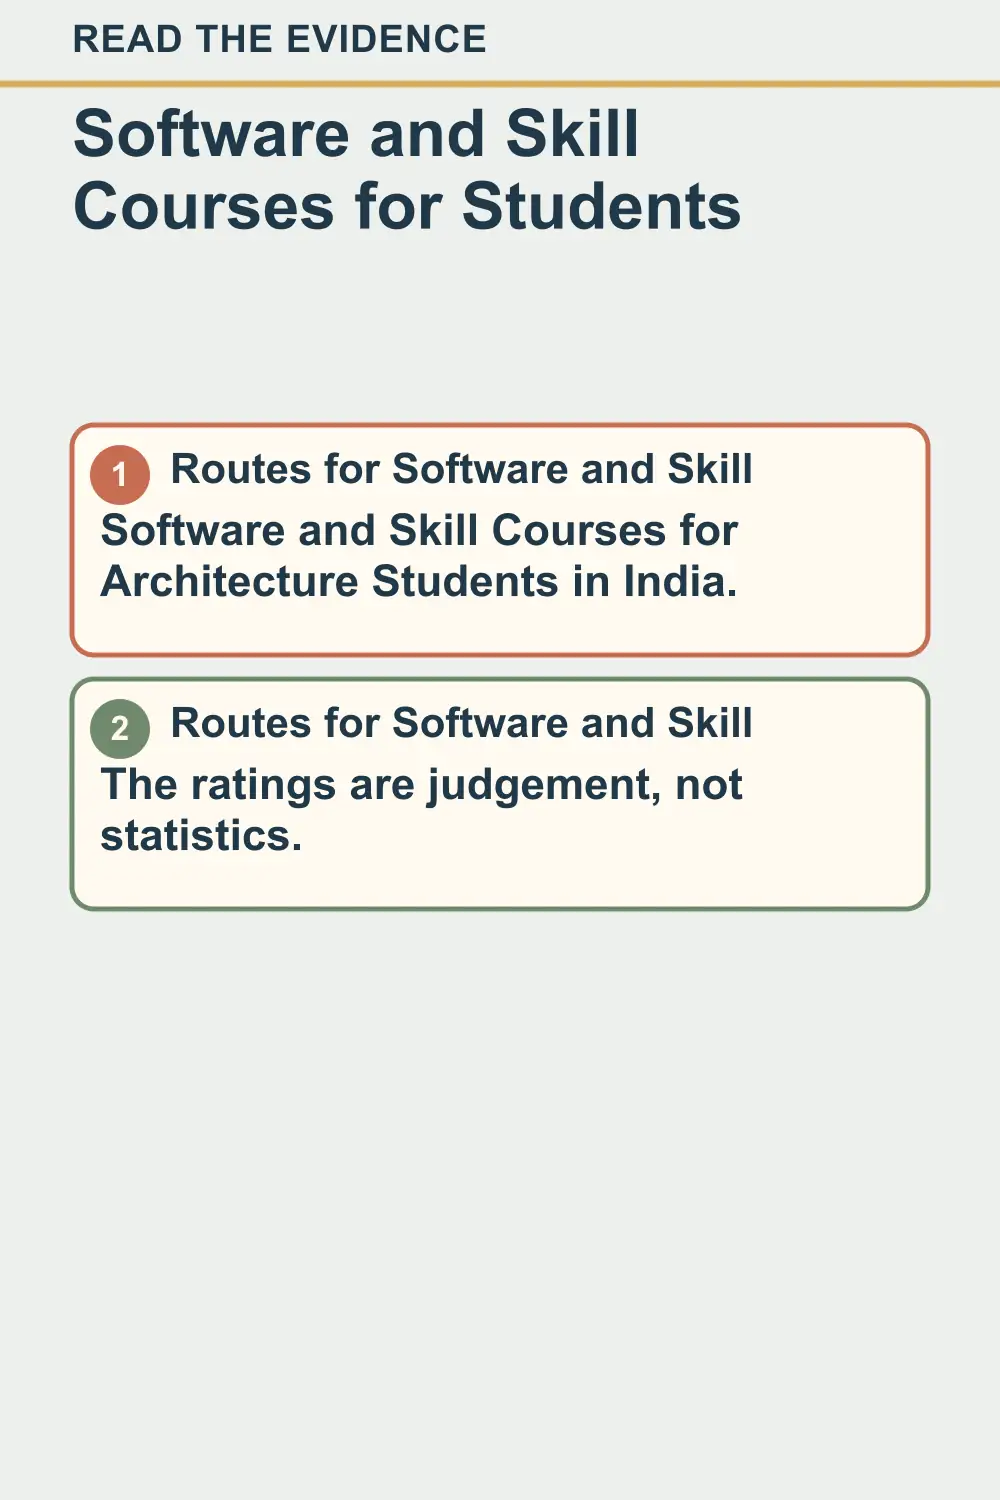 READ THE EVIDENCE
Software and Skill
Courses for Students
1 Routes for Software and Skill
Software and Skill Courses for
Architecture Students in India.
2 Routes for Software and Skill
The ratings are judgement, not
statistics.